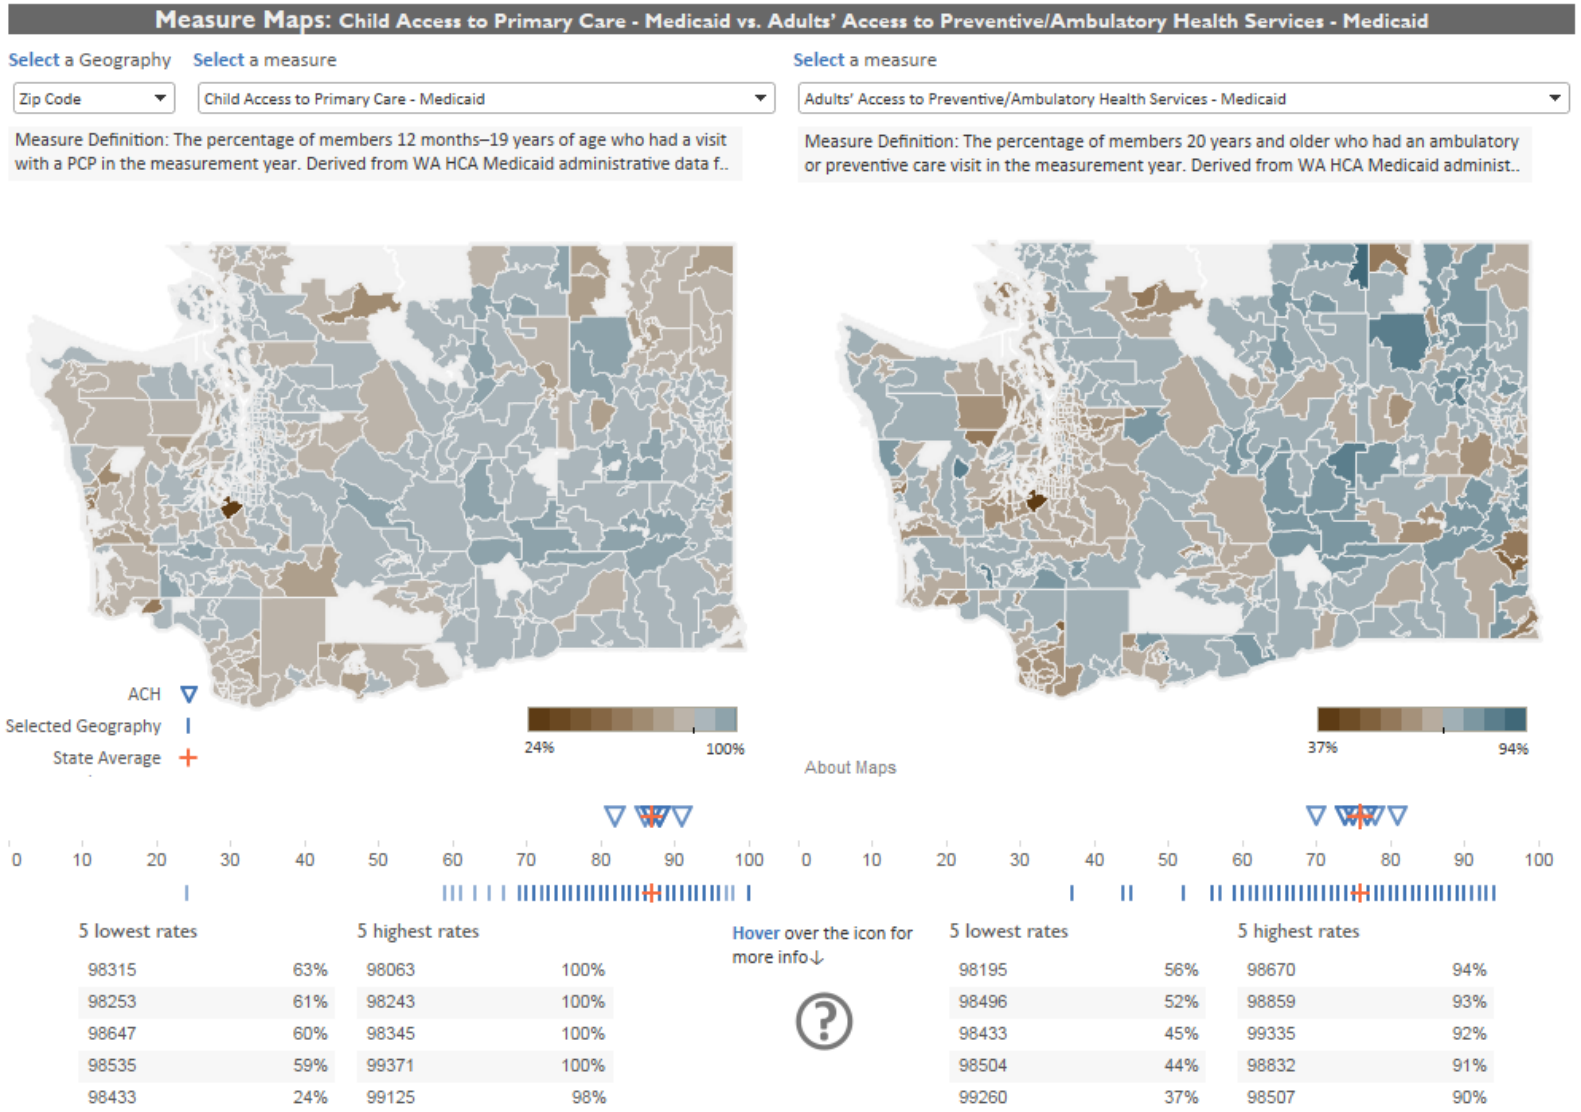 Measure Maps: Child Access to Primary Care - Medicaid vs. Adults' Access to Preventive/Ambulatory Health Services - Medicaid
Select a Geography
Select a measure
Select a measure
Zip Code
Child Access to Primary Care - Medicaid
Adults' Access to Preventive/Ambulatory Health Services - Medicaid
Measure Definition: The percentage of members 12 months–19 years of age who had a visit
with a PCP in the measurement year. Derived from WA HCA Medicaid administrative data f..
Measure Definition: The percentage of members 20 years and older who had an ambulatory
or preventive care visit in the measurement year. Derived from WA HCA Medicaid administ..
ACH
Selected Geography
State Average
24% 100%
37% 94%
About Maps
0 10 20 30 40 50 60 70 80 90 100
0 10 20 30 40 50 60 70 80 90 100
5 lowest rates
98315 63%
98253 61%
98647 60%
98535 59%
98433 24%
5 highest rates
98063 100%
98243 100%
98345 100%
99371 100%
99125 98%
Hover over the icon for
more info↓
?
5 lowest rates
98195 56%
98496 52%
98433 45%
98504 44%
99260 37%
5 highest rates
98670 94%
98859 93%
99335 92%
98832 91%
98507 90%